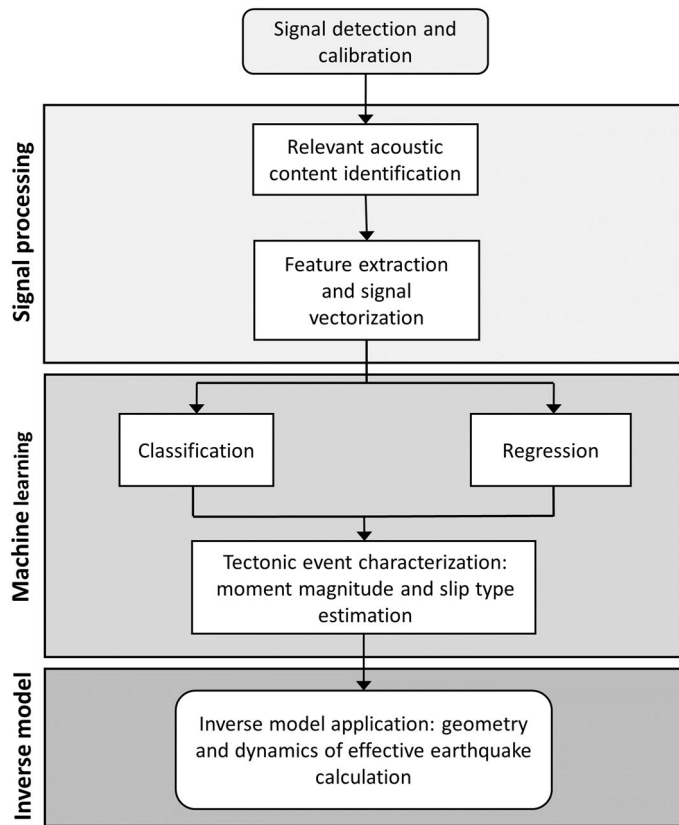 Signal detection and
calibration
Signal processing
Relevant acoustic
content identification
Feature extraction
and signal
vectorization
Machine learning
Classification
Regression
Tectonic event characterization:
moment magnitude and slip type
estimation
Inverse model
Inverse model application: geometry
and dynamics of effective earthquake
calculation